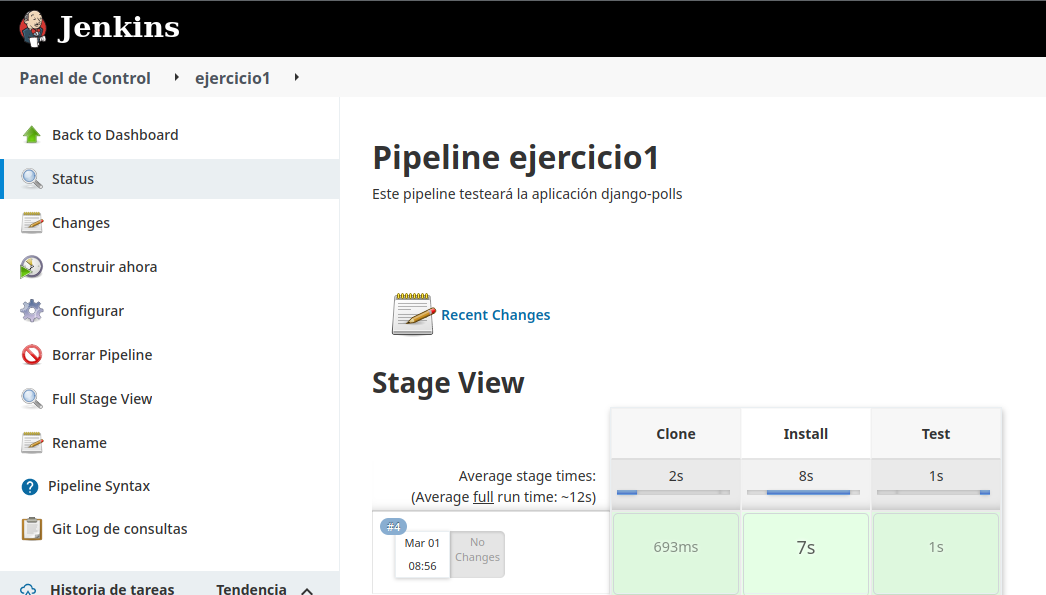 Jenkins
Panel de Control
ejercicio1
Back to Dashboard
Status
Changes
Construir ahora
Configurar
Borrar Pipeline
Full Stage View
Rename
Pipeline Syntax
Git Log de consultas
Historia de tareas
Tendencia
Pipeline ejercicio1
Este pipeline testeará la aplicación django-polls
Recent Changes
Stage View
Clone
Install
Test
Average stage times:
(Average full run time: ~12s)
2s
8s
1s
#4
Mar 01
08:56
No
Changes
693ms
7s
1s